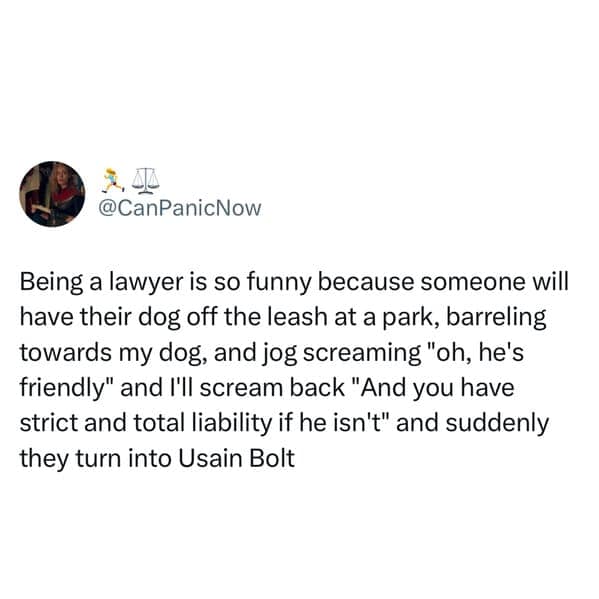 🏃‍♀️ ⚖️
@CanPanicNow
Being a lawyer is so funny because someone will
have their dog off the leash at a park, barreling
towards my dog, and jog screaming "oh, he's
friendly" and I'll scream back "And you have
strict and total liability if he isn't" and suddenly
they turn into Usain Bolt